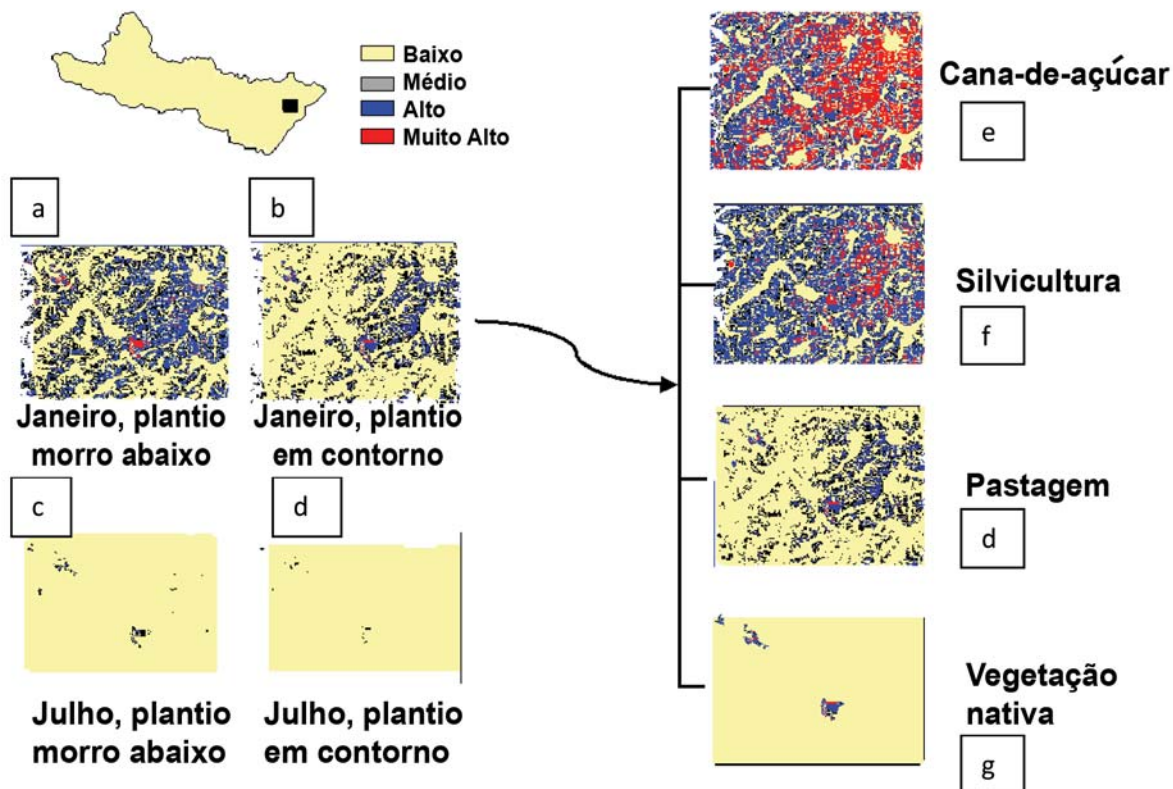 Baixo
Médio
Alto
Muito Alto
a
b
Janeiro, plantio
morro abaixo
Janeiro, plantio
em contorno
c
d
Julho, plantio
morro abaixo
Julho, plantio
em contorno
Cana-de-açúcar
e
Silvicultura
f
Pastagem
d
Vegetação
nativa
g